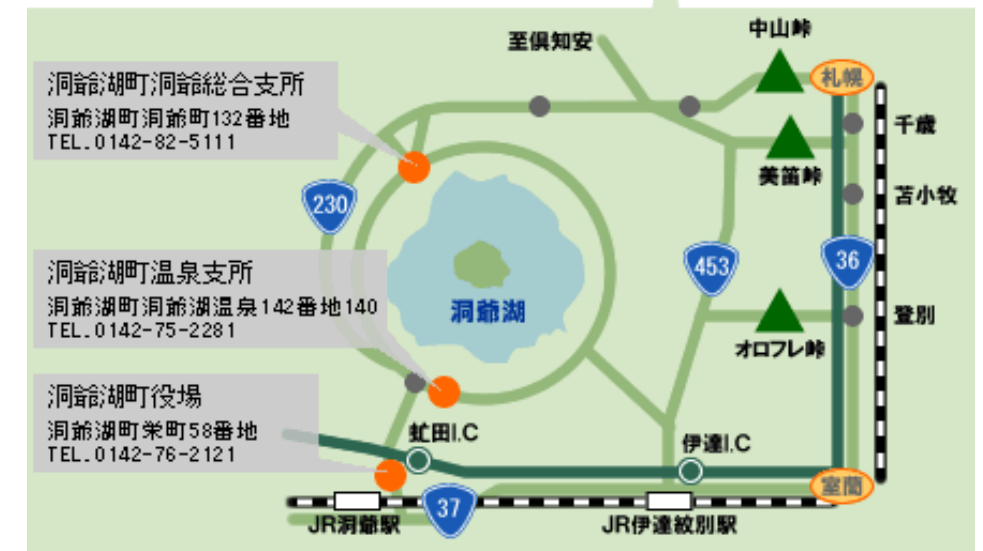 至倶知安
中山峠
札幌
洞爺湖町洞爺総合支所
洞爺湖町洞爺町132番地
TEL.0142-82-5111
千歳
美笛峠
苫小牧
230
洞爺湖町温泉支所
洞爺湖町洞爺湖温泉142番地140
TEL.0142-75-2281
453
36
洞爺湖
登別
オロフレ峠
洞爺湖町役場
洞爺湖町栄町58番地
TEL.0142-76-2121
虻田I.C
伊達I.C
室蘭
37
JR洞爺駅
JR伊達紋別駅